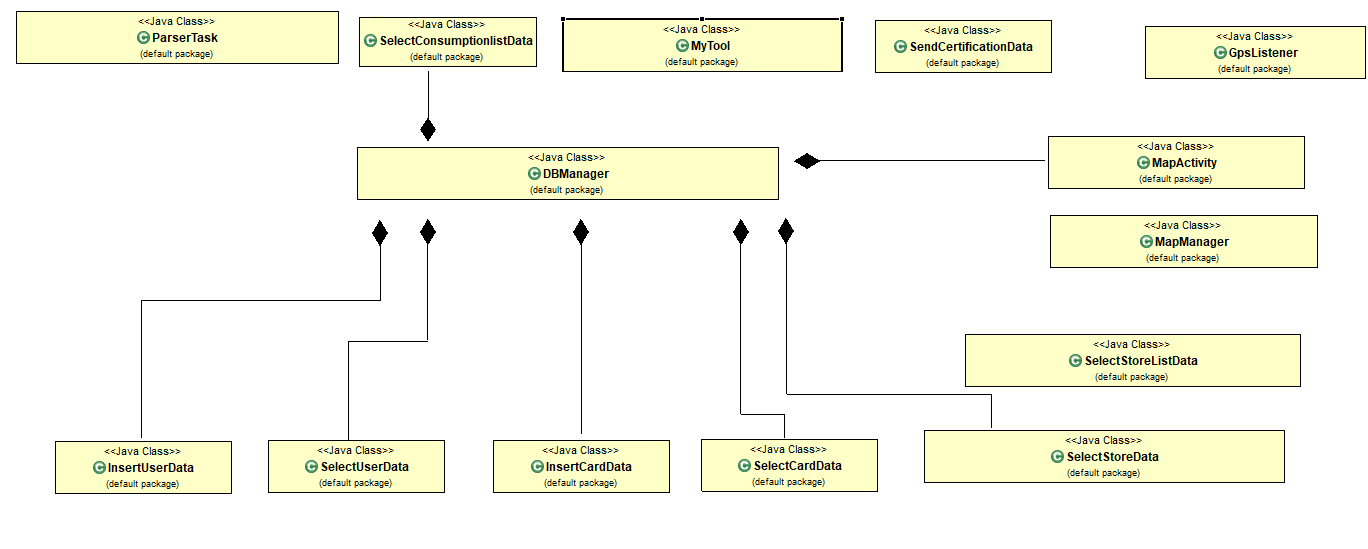 <<Java Class>>
ParserTask
(default package)
<<Java Class>>
SelectConsumptionlistData
(default package)
<<Java Class>>
MyTool
(default package)
<<Java Class>>
SendCertificationData
(default package)
<<Java Class>>
GpsListener
(default package)
<<Java Class>>
DBManager
(default package)
<<Java Class>>
MapActivity
(default package)
<<Java Class>>
MapManager
(default package)
<<Java Class>>
SelectStoreListData
(default package)
<<Java Class>>
InsertUserData
(default package)
<<Java Class>>
SelectUserData
(default package)
<<Java Class>>
InsertCardData
(default package)
<<Java Class>>
SelectCardData
(default package)
<<Java Class>>
SelectStoreData
(default package)